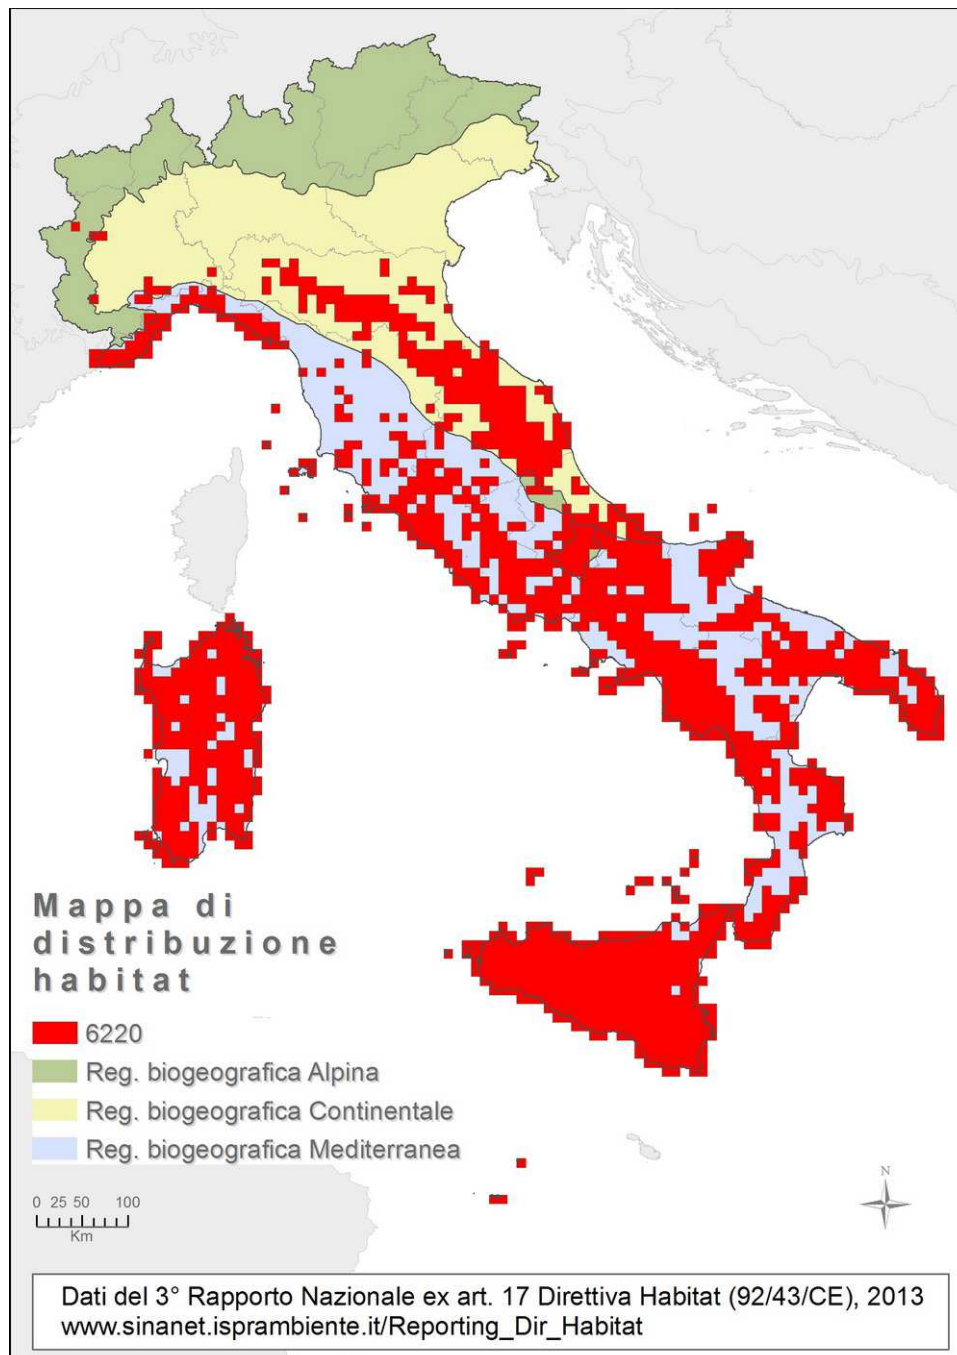 Mappa di
distribuzione
habitat
6220
Reg. biogeografica Alpina
Reg. biogeografica Continentale
Reg. biogeografica Mediterranea
0 25 50 100
Km
N
Dati del 3° Rapporto Nazionale ex art. 17 Direttiva Habitat (92/43/CE), 2013
www.sinanet.isprambiente.it/Reporting_Dir_Habitat